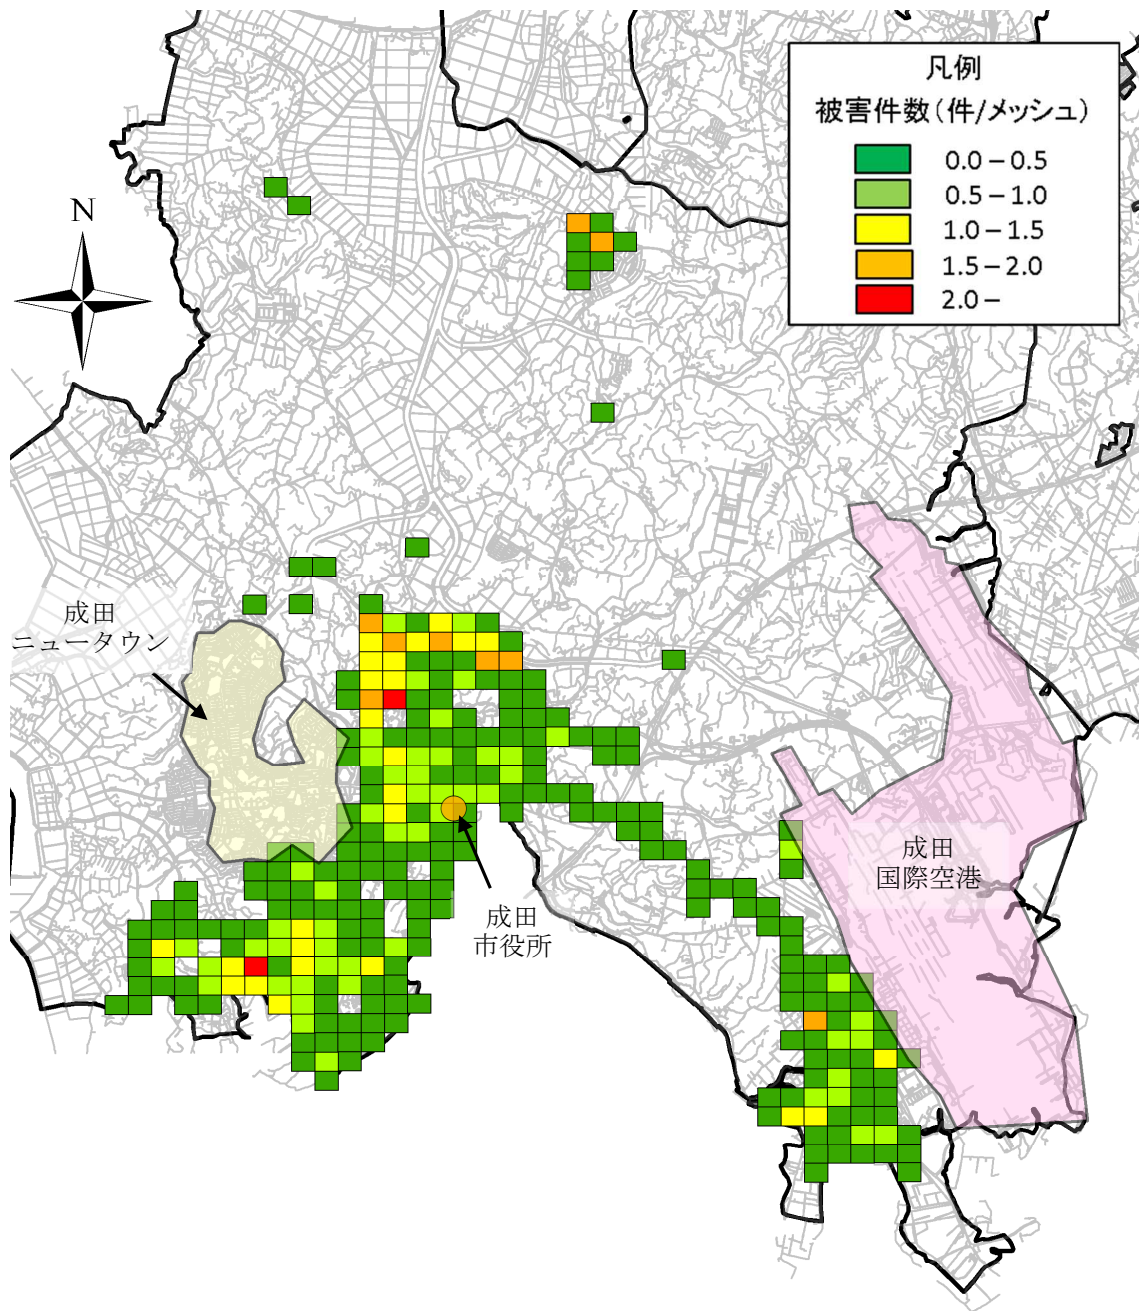 凡例
被害件数(件/メッシュ)
0.0－0.5
0.5－1.0
1.0－1.5
1.5－2.0
2.0－
N
成田
ニュータウン
成田
国際空港
成田
市役所